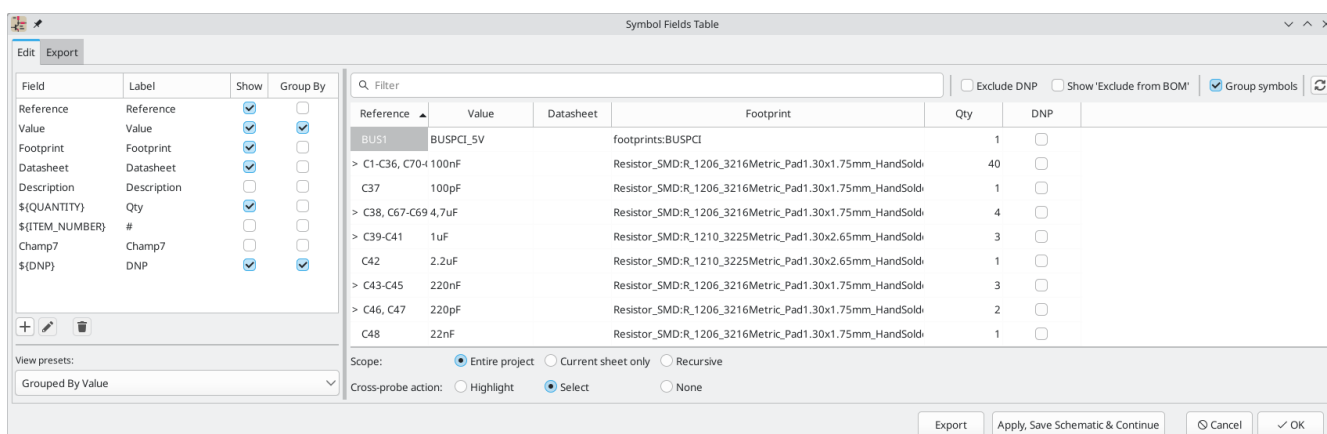 Symbol Fields Table
Edit Export
Field Label Show Group By
Reference Reference
Value Value
Footprint Footprint
Datasheet Datasheet
Description Description
${QUANTITY} Qty
${ITEM_NUMBER} #
Champ7 Champ7
${DNP} DNP
View presets:
Grouped By Value
Filter
Exclude DNP Show 'Exclude from BOM' Group symbols
Reference Value Datasheet Footprint Qty DNP
BUS1 BUSPCI_5V footprints:BUSPCI 1
> C1-C36, C70-( 100nF Resistor_SMD:R_1206_3216Metric_Pad1.30x1.75mm_HandSold 40
C37 100pF Resistor_SMD:R_1206_3216Metric_Pad1.30x1.75mm_HandSold 1
> C38, C67-C69 4,7uF Resistor_SMD:R_1206_3216Metric_Pad1.30x1.75mm_HandSold 4
> C39-C41 1uF Resistor_SMD:R_1210_3225Metric_Pad1.30x2.65mm_HandSold 3
C42 2.2uF Resistor_SMD:R_1210_3225Metric_Pad1.30x2.65mm_HandSold 1
> C43-C45 220nF Resistor_SMD:R_1206_3216Metric_Pad1.30x1.75mm_HandSold 3
> C46, C47 220pF Resistor_SMD:R_1206_3216Metric_Pad1.30x1.75mm_HandSold 2
C48 22nF Resistor_SMD:R_1206_3216Metric_Pad1.30x1.75mm_HandSold 1
Scope: Entire project Current sheet only Recursive
Cross-probe action: Highlight Select None
Export Apply, Save Schematic & Continue Cancel OK